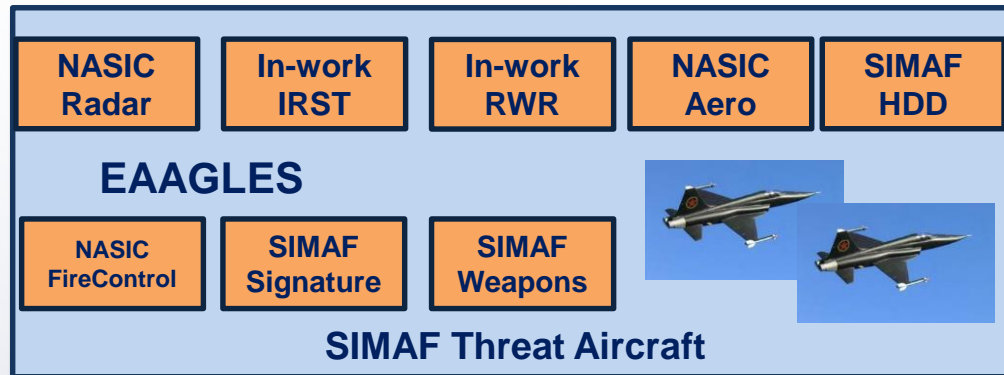 NASIC
Radar
In-work
IRST
In-work
RWR
NASIC
Aero
SIMAF
HDD
EAAGLES
NASIC
FireControl
SIMAF
Signature
SIMAF
Weapons
SIMAF Threat Aircraft